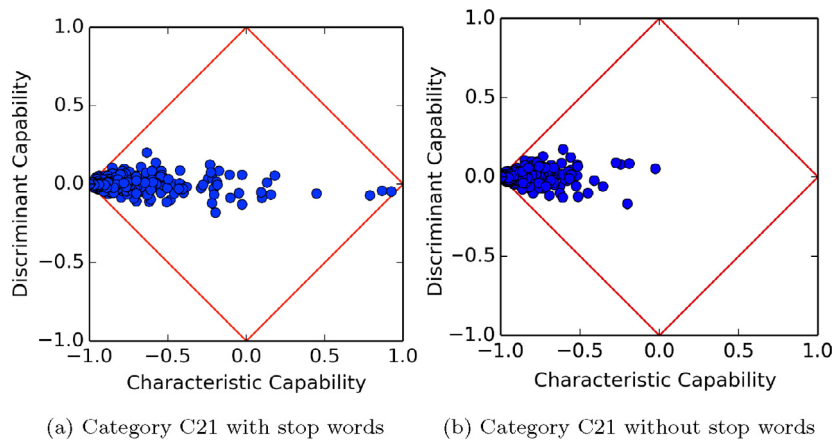 1.0
0.5
0.0
−0.5
−1.0
−1.0 −0.5 0.0 0.5 1.0
Discriminant Capability
Characteristic Capability
(a) Category C21 with stop words
1.0
0.5
0.0
−0.5
−1.0
−1.0 −0.5 0.0 0.5 1.0
Discriminant Capability
Characteristic Capability
(b) Category C21 without stop words